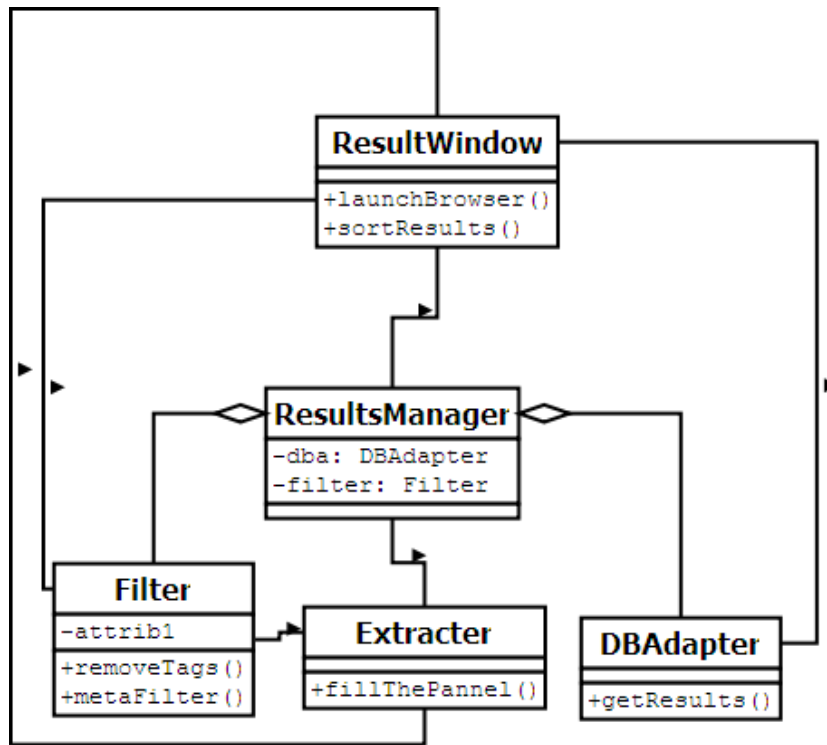 ResultWindow
+launchBrowser()
+sortResults()
ResultsManager
-dba: DBAdapter
-filter: Filter
Filter
-attrib1
+removeTags()
+metaFilter()
Extracter
+fillThePannel()
DBAdapter
+getResults()